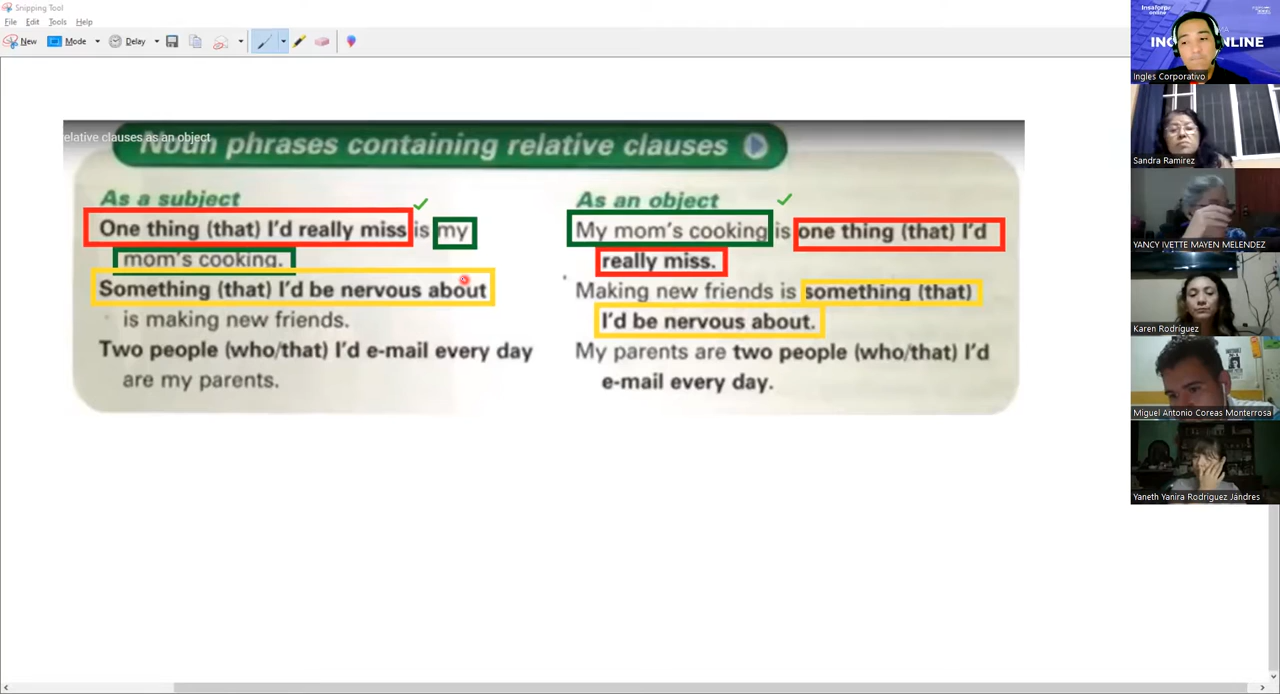 Snipping Tool
File Edit Tools Help
New Mode Delay
elative clauses as an object
Noun phrases containing relative clauses
As a subject
One thing (that) I'd really miss is my
mom's cooking.
Something (that) I'd be nervous about
is making new friends.
Two people (who/that) I'd e-mail every day
are my parents.
As an object
My mom's cooking is one thing (that) I'd
really miss.
Making new friends is something (that)
I'd be nervous about.
My parents are two people (who/that) I'd
e-mail every day.
Ingles Corporativo
Sandra Ramirez
YANCY IVETTE MAYEN MELENDEZ
Karen Rodríguez
Miguel Antonio Coreas Monterrosa
Yaneth Yanira Rodriguez Jándres